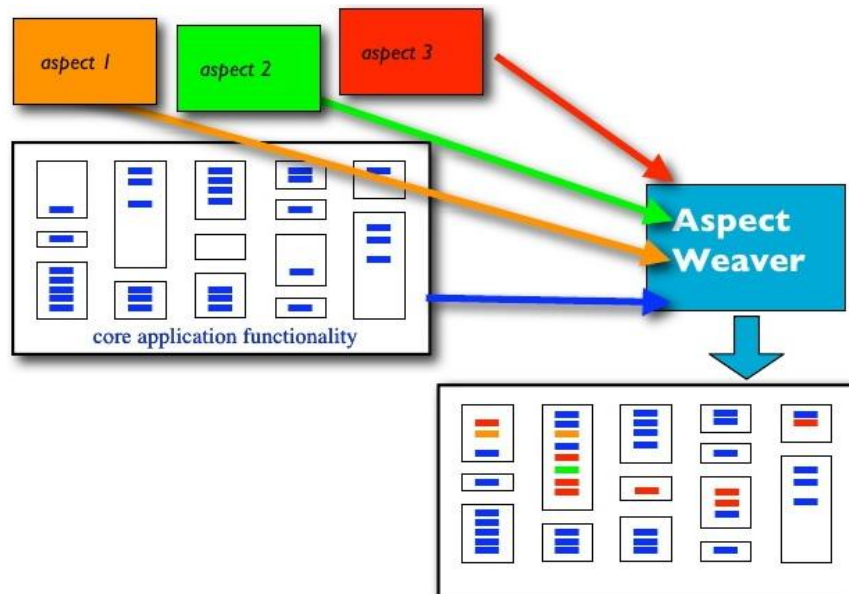 aspect 1
aspect 2
aspect 3
Aspect
Weaver
core application functionality